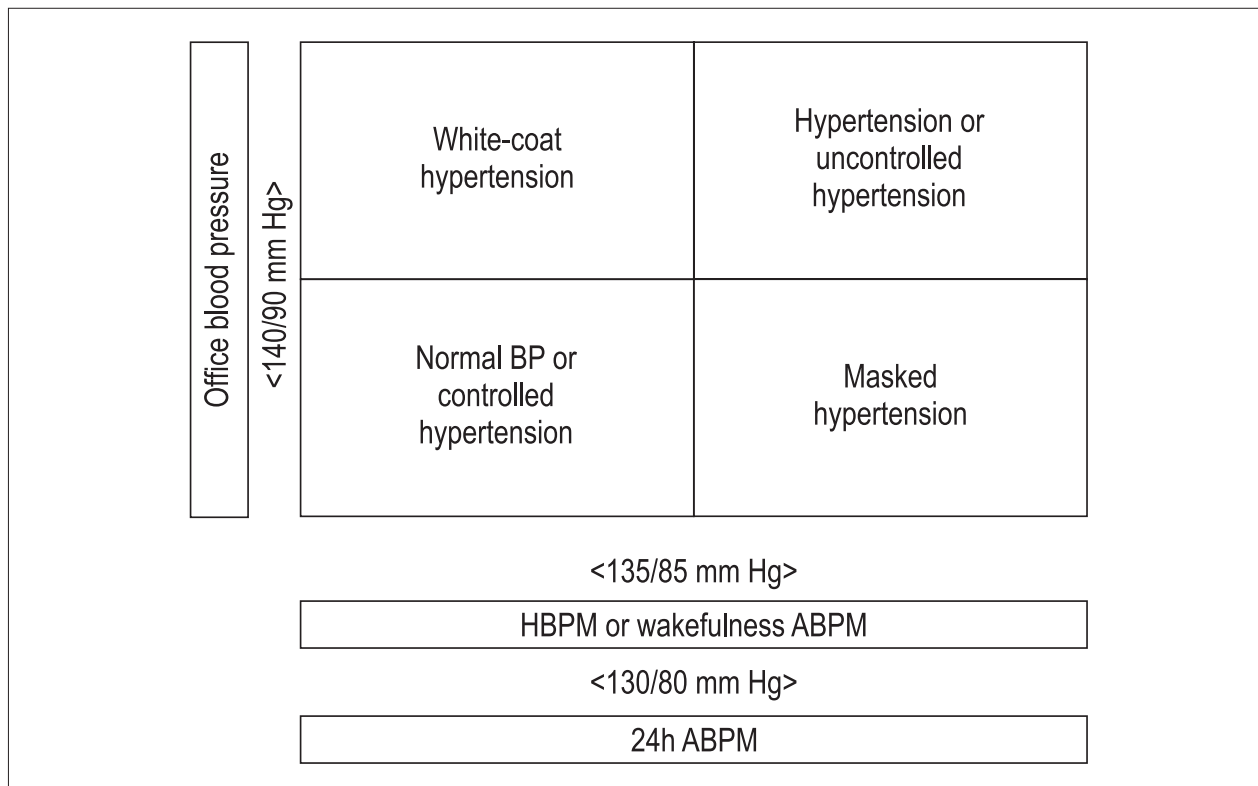 Office blood pressure
<140/90 mm Hg>
White-coat
hypertension
Hypertension or
uncontrolled
hypertension
Normal BP or
controlled
hypertension
Masked
hypertension
<135/85 mm Hg>
HBPM or wakefulness ABPM
<130/80 mm Hg>
24h ABPM